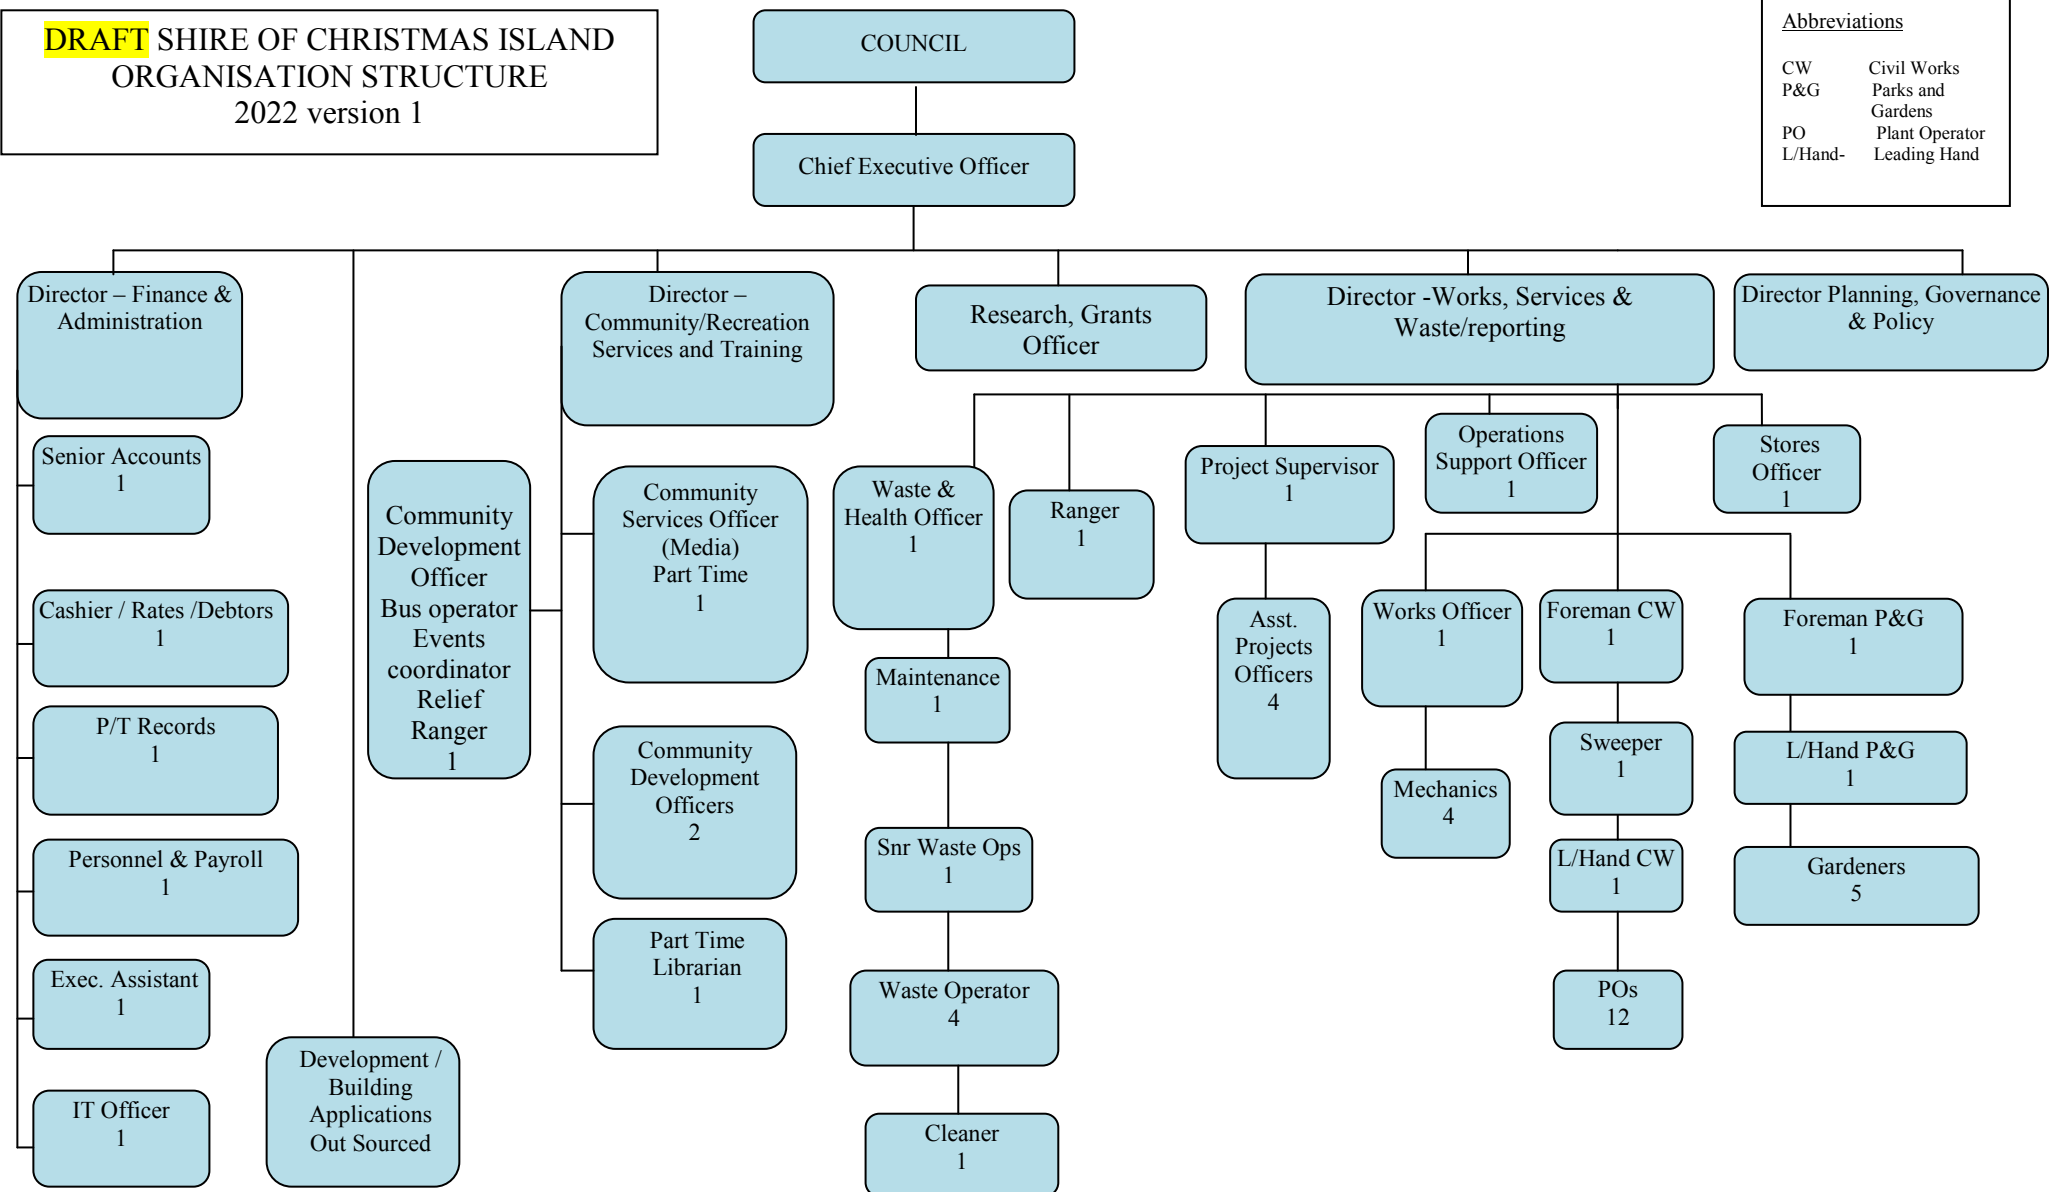 DRAFT SHIRE OF CHRISTMAS ISLAND
ORGANISATION STRUCTURE
2022 version 1
COUNCIL
Chief Executive Officer
Abbreviations
CW Civil Works
P&G Parks and
Gardens
PO Plant Operator
L/Hand- Leading Hand
Director – Finance &
Administration
Senior Accounts
1
Cashier / Rates /Debtors
1
P/T Records
1
Personnel & Payroll
1
Exec. Assistant
1
IT Officer
1
Development /
Building
Applications
Out Sourced
Director –
Community/Recreation
Services and Training
Community
Development
Officer
Bus operator
Events
coordinator
Relief
Ranger
1
Community
Services Officer
(Media)
Part Time
1
Community
Development
Officers
2
Part Time
Librarian
1
Research, Grants
Officer
Director -Works, Services &
Waste/reporting
Waste &
Health Officer
1
Maintenance
1
Snr Waste Ops
1
Waste Operator
4
Cleaner
1
Ranger
1
Project Supervisor
1
Asst.
Projects
Officers
4
Operations
Support Officer
1
Stores
Officer
1
Works Officer
1
Mechanics
4
Foreman CW
1
Sweeper
1
L/Hand CW
1
POs
12
Foreman P&G
1
L/Hand P&G
1
Gardeners
5
Director Planning, Governance
& Policy